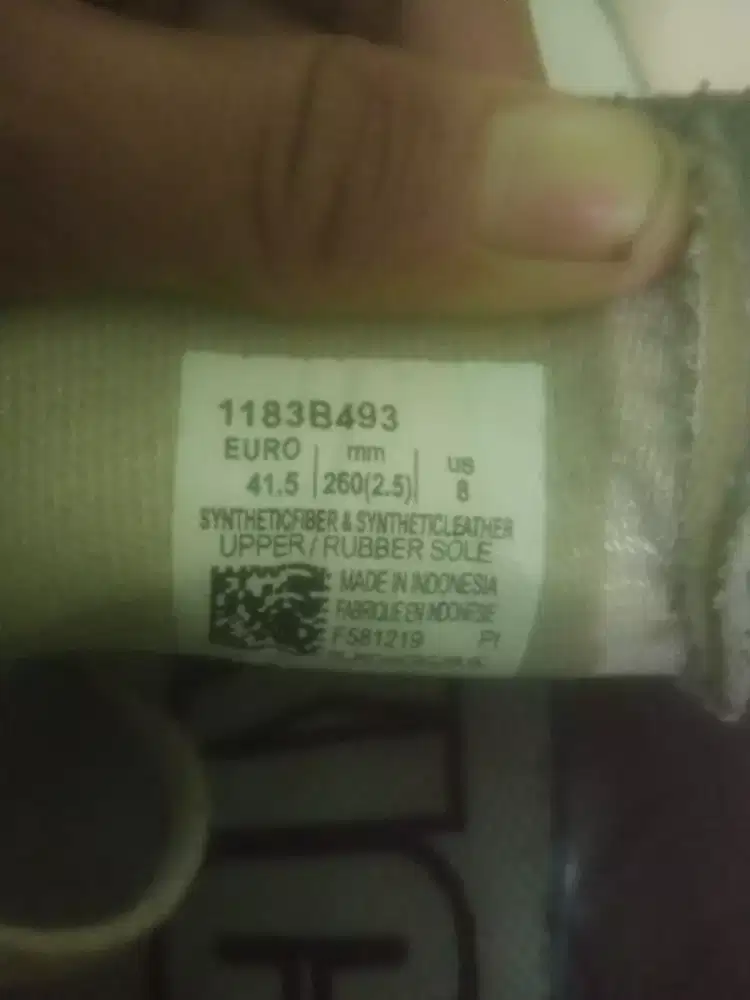 1183B493
EURO mm us
41.5 260(2.5) 8
SYNTHETICFIBER & SYNTHETICLEATHER
UPPER / RUBBER SOLE
MADE IN INDONESIA
FABRIQUE EN INDONESIE
F581219